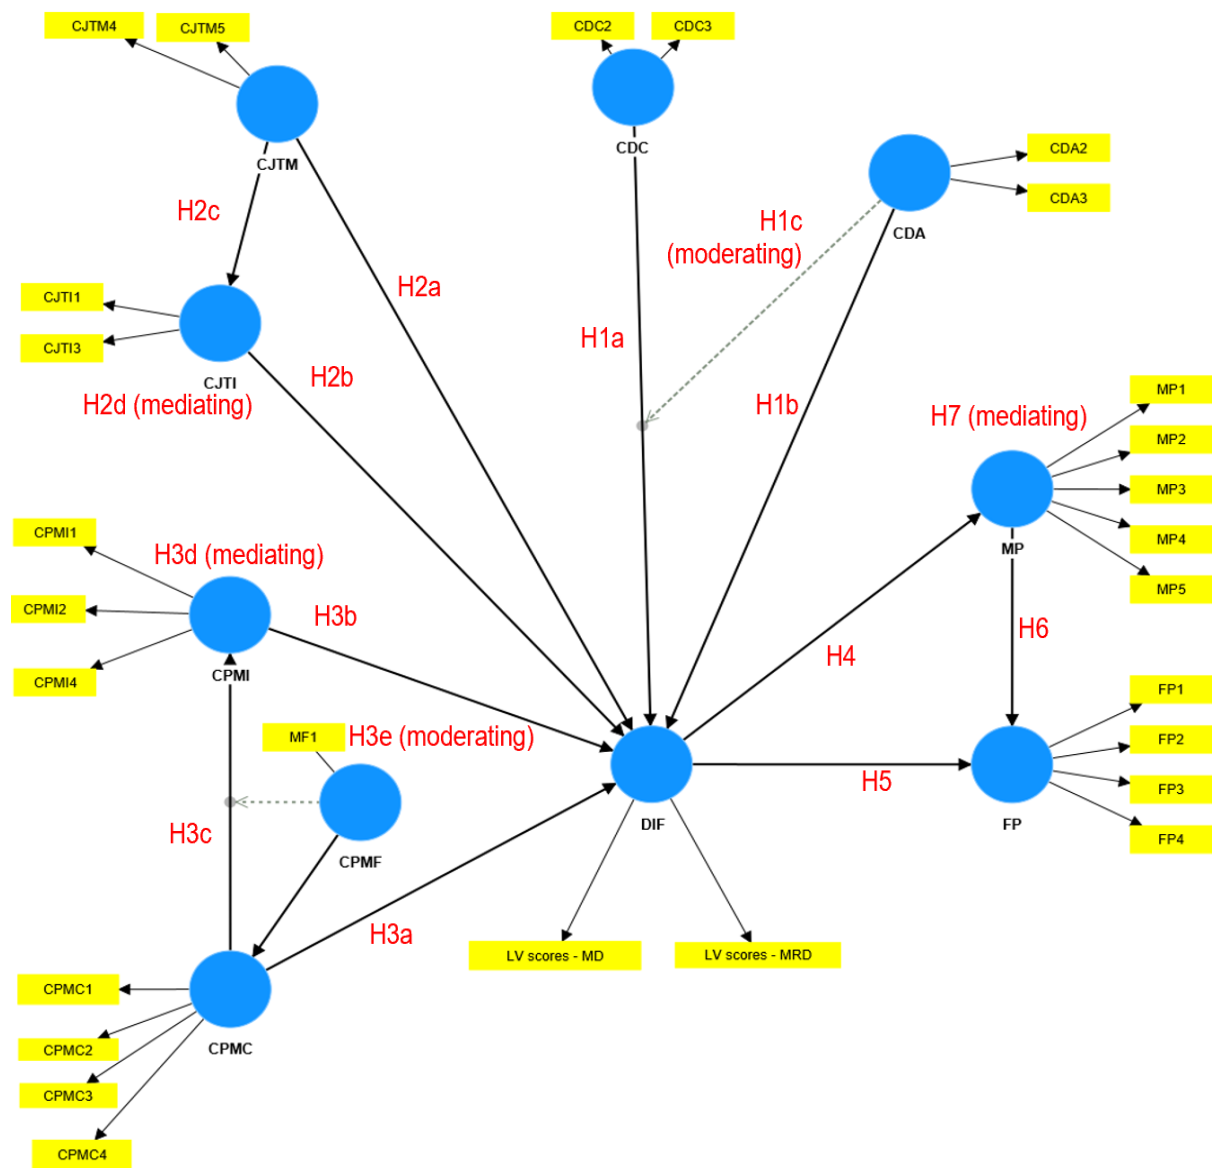 CJTM4
CJTM5
CDC2
CDC3
CJTM
CDC
CDA2
CDA3
CDA
H2c
H1c
(moderating)
H2a
CJTI1
CJTI3
H1a
CJTI
H2b
H2d (mediating)
H1b
H7 (mediating)
MP1
MP2
MP3
MP4
MP5
MP
CPMI1
H3d (mediating)
CPMI2
H3b
CPMI4
CPMI
H4
H6
MF1
H3e (moderating)
FP1
FP2
FP3
FP4
H5
DIF
FP
H3c
CPMF
H3a
LV scores - MD
LV scores - MRD
CPMC1
CPMC2
CPMC3
CPMC4
CPMC